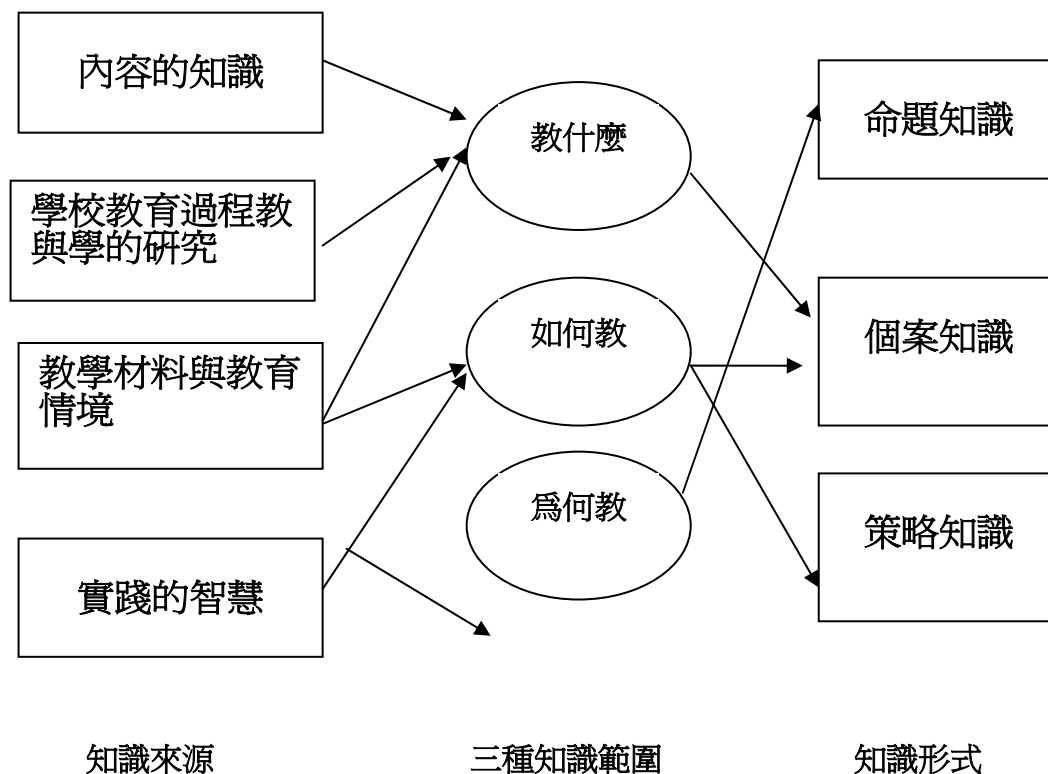 內容的知識
學校教育過程教
與學的研究
教學材料與教育
情境
實踐的智慧
教什麼
如何教
爲何教
命題知識
個案知識
策略知識
知識來源
三種知識範圍
知識形式